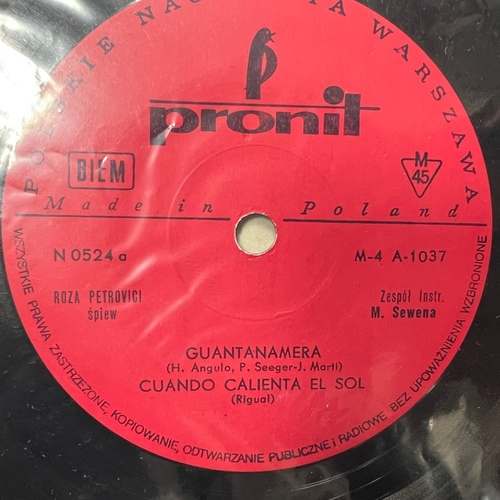 POLSKIE NAGRANIA WARSZAWA
pronit
BIEM
M
45
Made in Poland
N 0524a
M-4 A-1037
ROZA PETROVICI
śpiew
Zespół Instr.
M. Sewena
GUANTANAMERA
(H. Angulo, P. Seeger-J. Marti)
CUANDO CALIENTA EL SOL
(Rigual)
WSZYSTKIE PRAWA ZASTRZEŻONE, KOPIOWANIE, ODTWARZANIE PUBLICZNE I RADIOWE BEZ UPOWAŻNIENIA WZBRONIONE